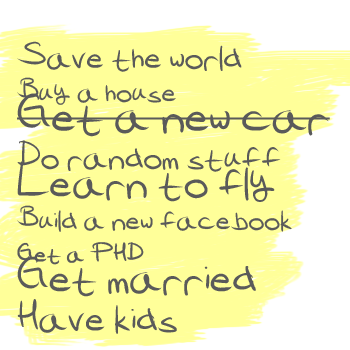 Save the world
Buy a house
Get a new car
Do random stuff
Learn to fly
Build a new facebook
Get a PHD
Get married
Have kids